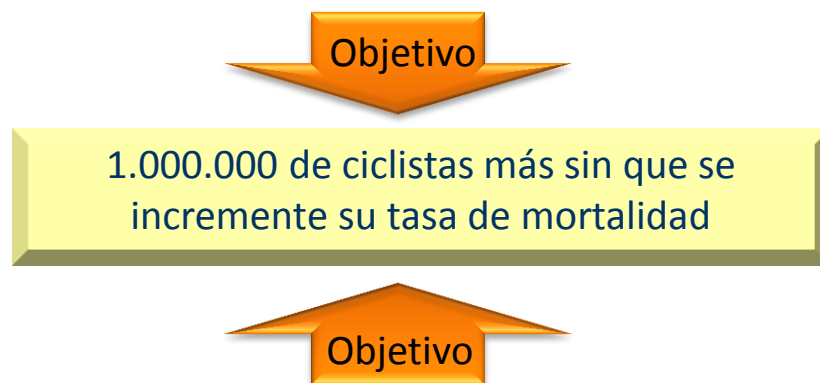 Objetivo
1.000.000 de ciclistas más sin que se
incremente su tasa de mortalidad
Objetivo